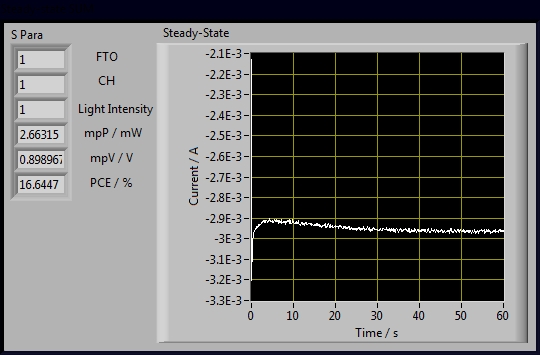 S Para
1 FTO
1 CH
1 Light Intensity
2.66315 mpP / mW
0.898967 mpV / V
16.6447 PCE / %
Steady-State
Current / A
-2.1E-3
-2.2E-3
-2.3E-3
-2.4E-3
-2.5E-3
-2.6E-3
-2.7E-3
-2.8E-3
-2.9E-3
-3E-3
-3.1E-3
-3.2E-3
-3.3E-3
0 10 20 30 40 50 60
Time / s